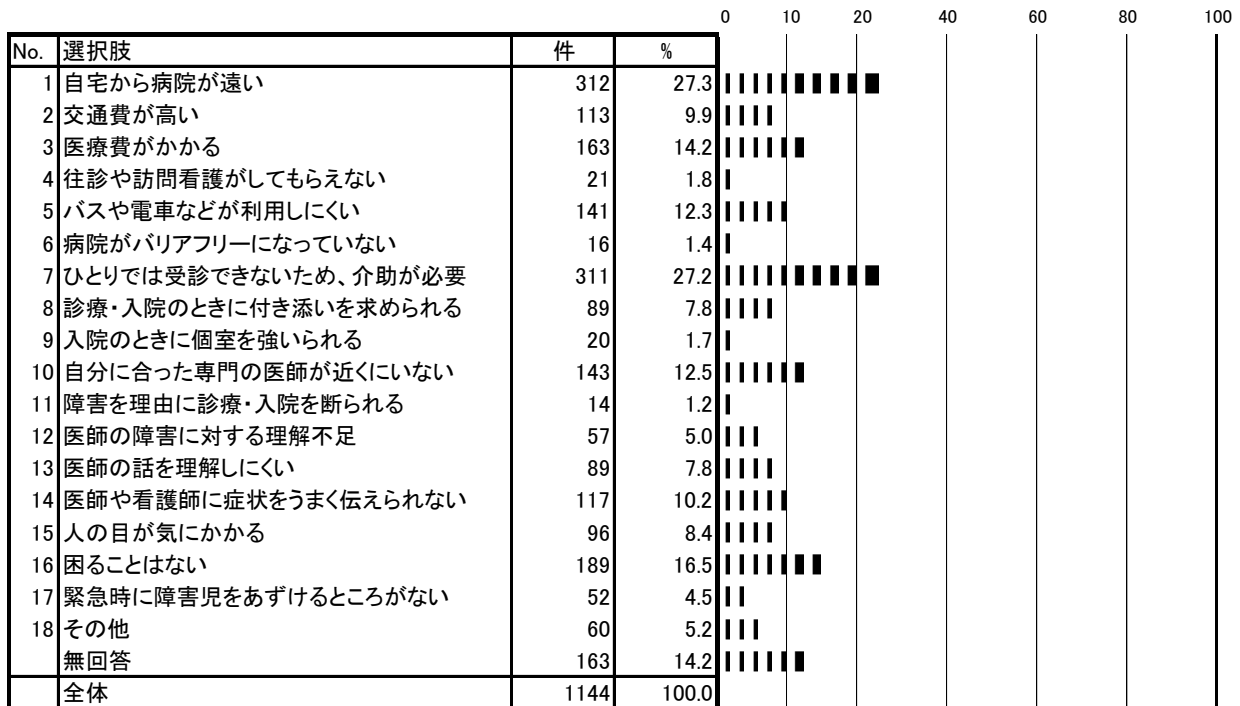 0 10 20 40 60 80 100
No. 選択肢 件 %
1 自宅から病院が遠い 312 27.3
2 交通費が高い 113 9.9
3 医療費がかかる 163 14.2
4 往診や訪問看護がしてもらえない 21 1.8
5 バスや電車などが利用しにくい 141 12.3
6 病院がバリアフリーになっていない 16 1.4
7 ひとりでは受診できないため、介助が必要 311 27.2
8 診療・入院のときに付き添いを求められる 89 7.8
9 入院のときに個室を強いられる 20 1.7
10 自分に合った専門の医師が近くにいない 143 12.5
11 障害を理由に診療・入院を断られる 14 1.2
12 医師の障害に対する理解不足 57 5.0
13 医師の話を理解しにくい 89 7.8
14 医師や看護師に症状をうまく伝えられない 117 10.2
15 人の目が気にかかる 96 8.4
16 困ることはない 189 16.5
17 緊急時に障害児をあずけるところがない 52 4.5
18 その他 60 5.2
無回答 163 14.2
全体 1144 100.0